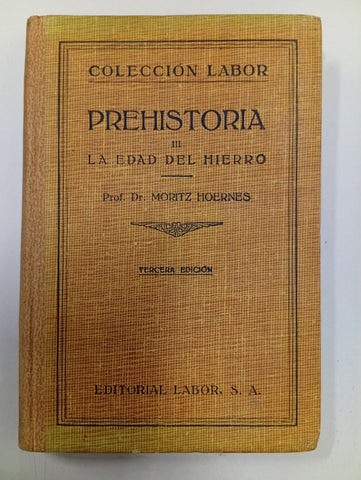 COLECCIÓN LABOR
PREHISTORIA
III
LA EDAD DEL HIERRO
Prof. Dr. MORITZ HOERNES
TERCERA EDICIÓN
EDITORIAL LABOR, S. A.